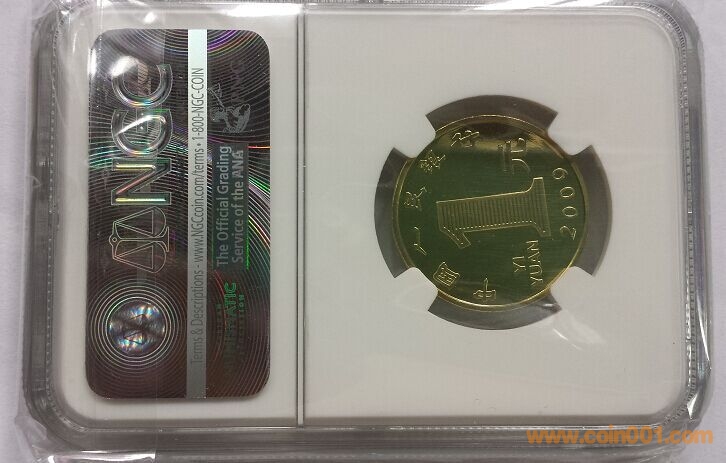 NGC
Terms & Descriptions - www.NGCcoin.com/terms • 1-800-NGC-COIN
The Official Grading
Service of the ANA
中国人民银行
元
1
YI
YUAN
2009
www.coin001.com